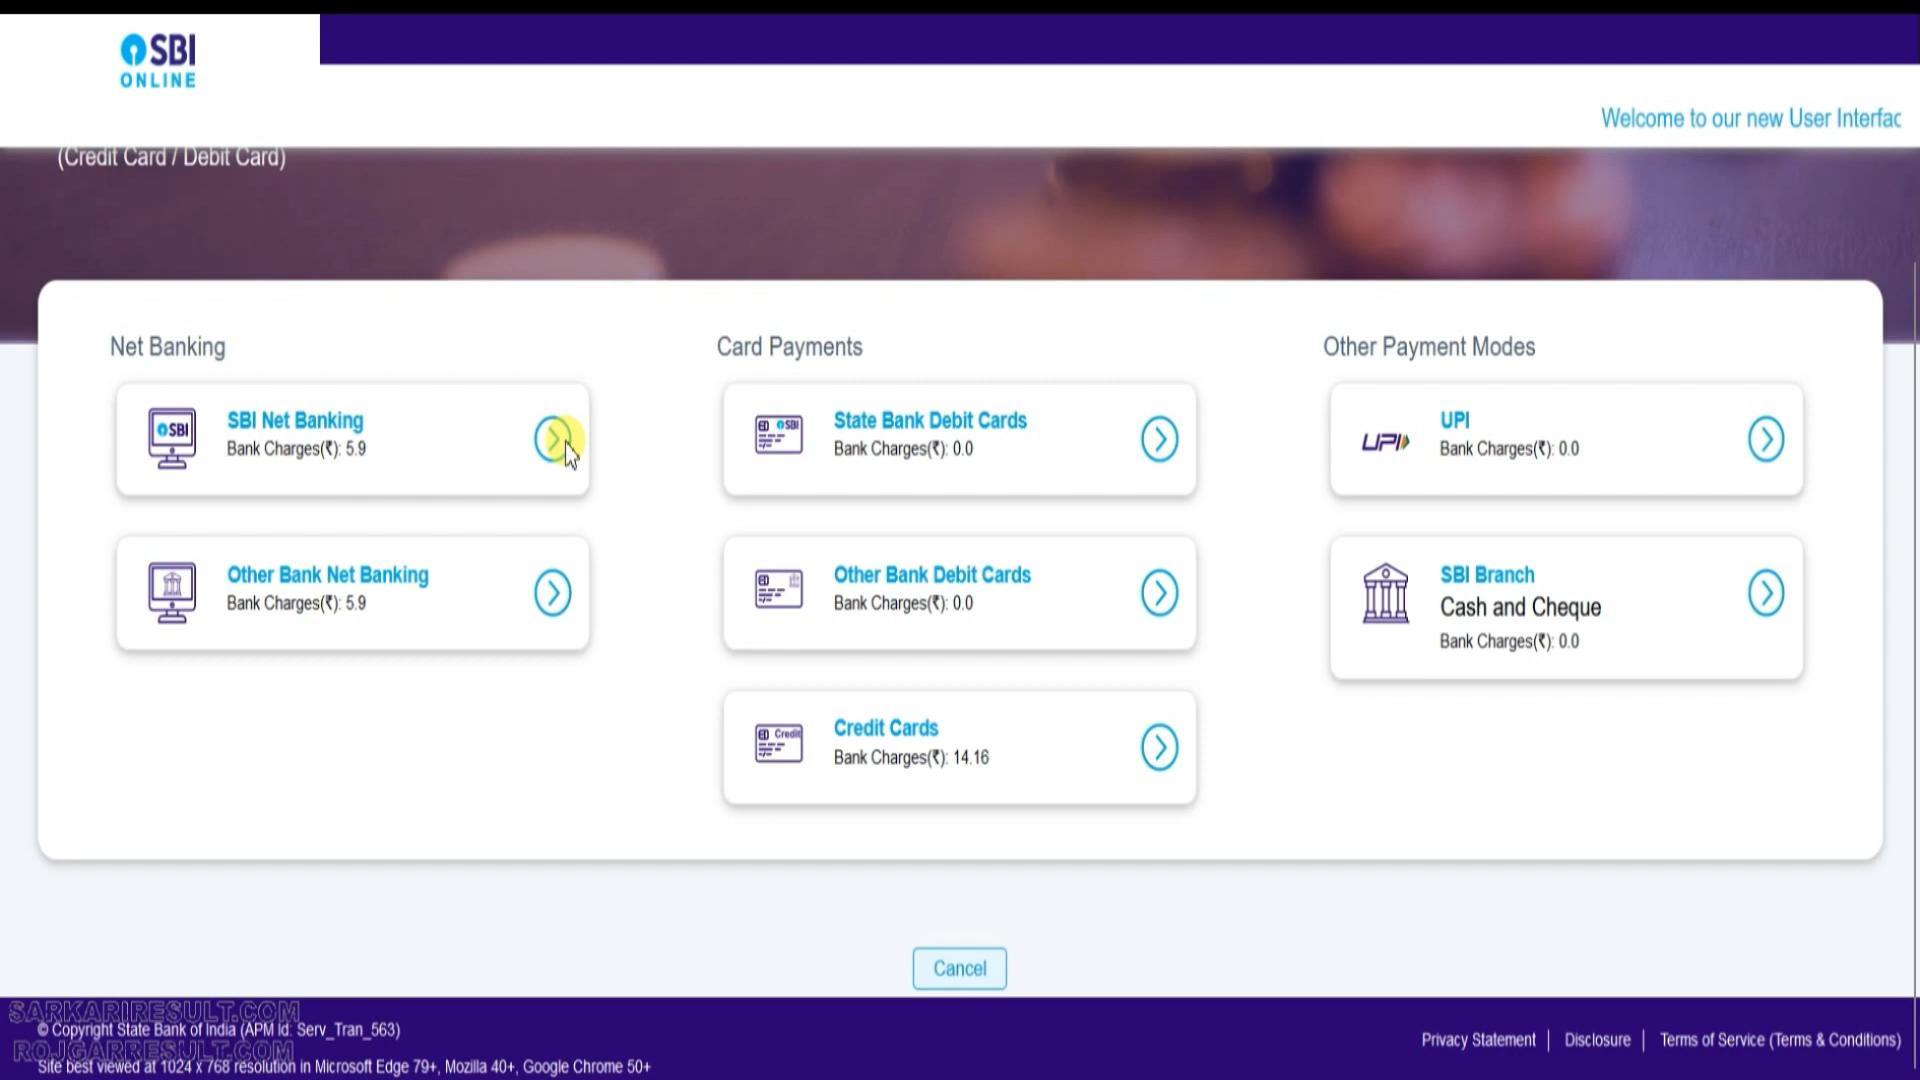 SBI
ONLINE
Welcome to our new User Interfac
(Credit Card / Debit Card)
Net Banking
SBI
SBI Net Banking
Bank Charges(₹): 5.9
Other Bank Net Banking
Bank Charges(₹): 5.9
Card Payments
SBI
State Bank Debit Cards
Bank Charges(₹): 0.0
Other Bank Debit Cards
Bank Charges(₹): 0.0
Credit
Credit Cards
Bank Charges(₹): 14.16
Other Payment Modes
UPI
UPI
Bank Charges(₹): 0.0
SBI Branch
Cash and Cheque
Bank Charges(₹): 0.0
Cancel
SARKARIRESULT.COM
© Copyright State Bank of India (APM Id: Serv_Tran_563)
ROJGARRESULT.COM
Site best viewed at 1024 x 768 resolution in Microsoft Edge 79+, Mozilla 40+, Google Chrome 50+
Privacy Statement | Disclosure | Terms of Service (Terms & Conditions)